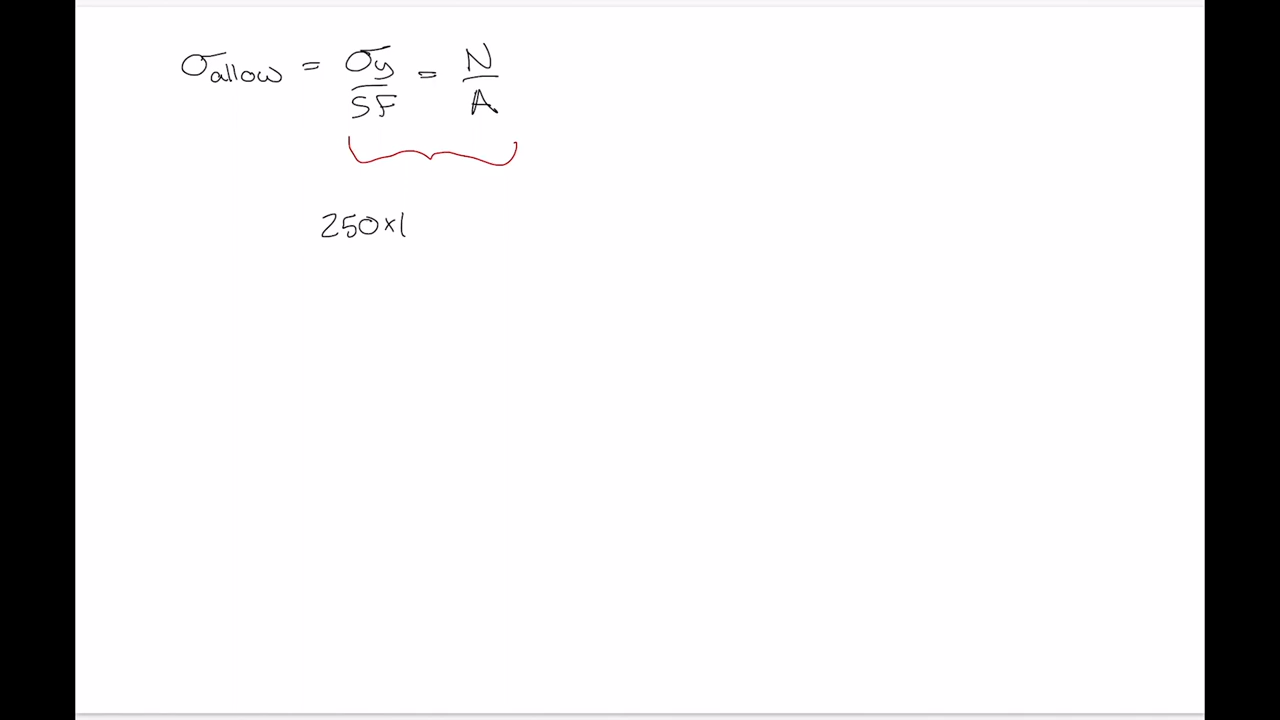 σallow = σy/SF = N/A
250×1